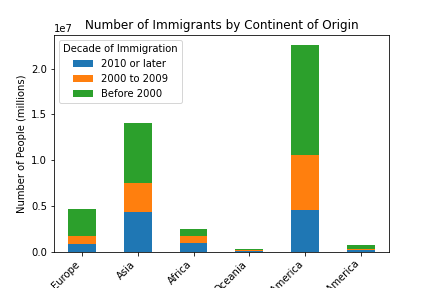 Number of Immigrants by Continent of Origin
1e7
Decade of Immigration
2010 or later
2000 to 2009
Before 2000
Number of People (millions)
2.0
1.5
1.0
0.5
0.0
Europe
Asia
Africa
Oceania
America
America